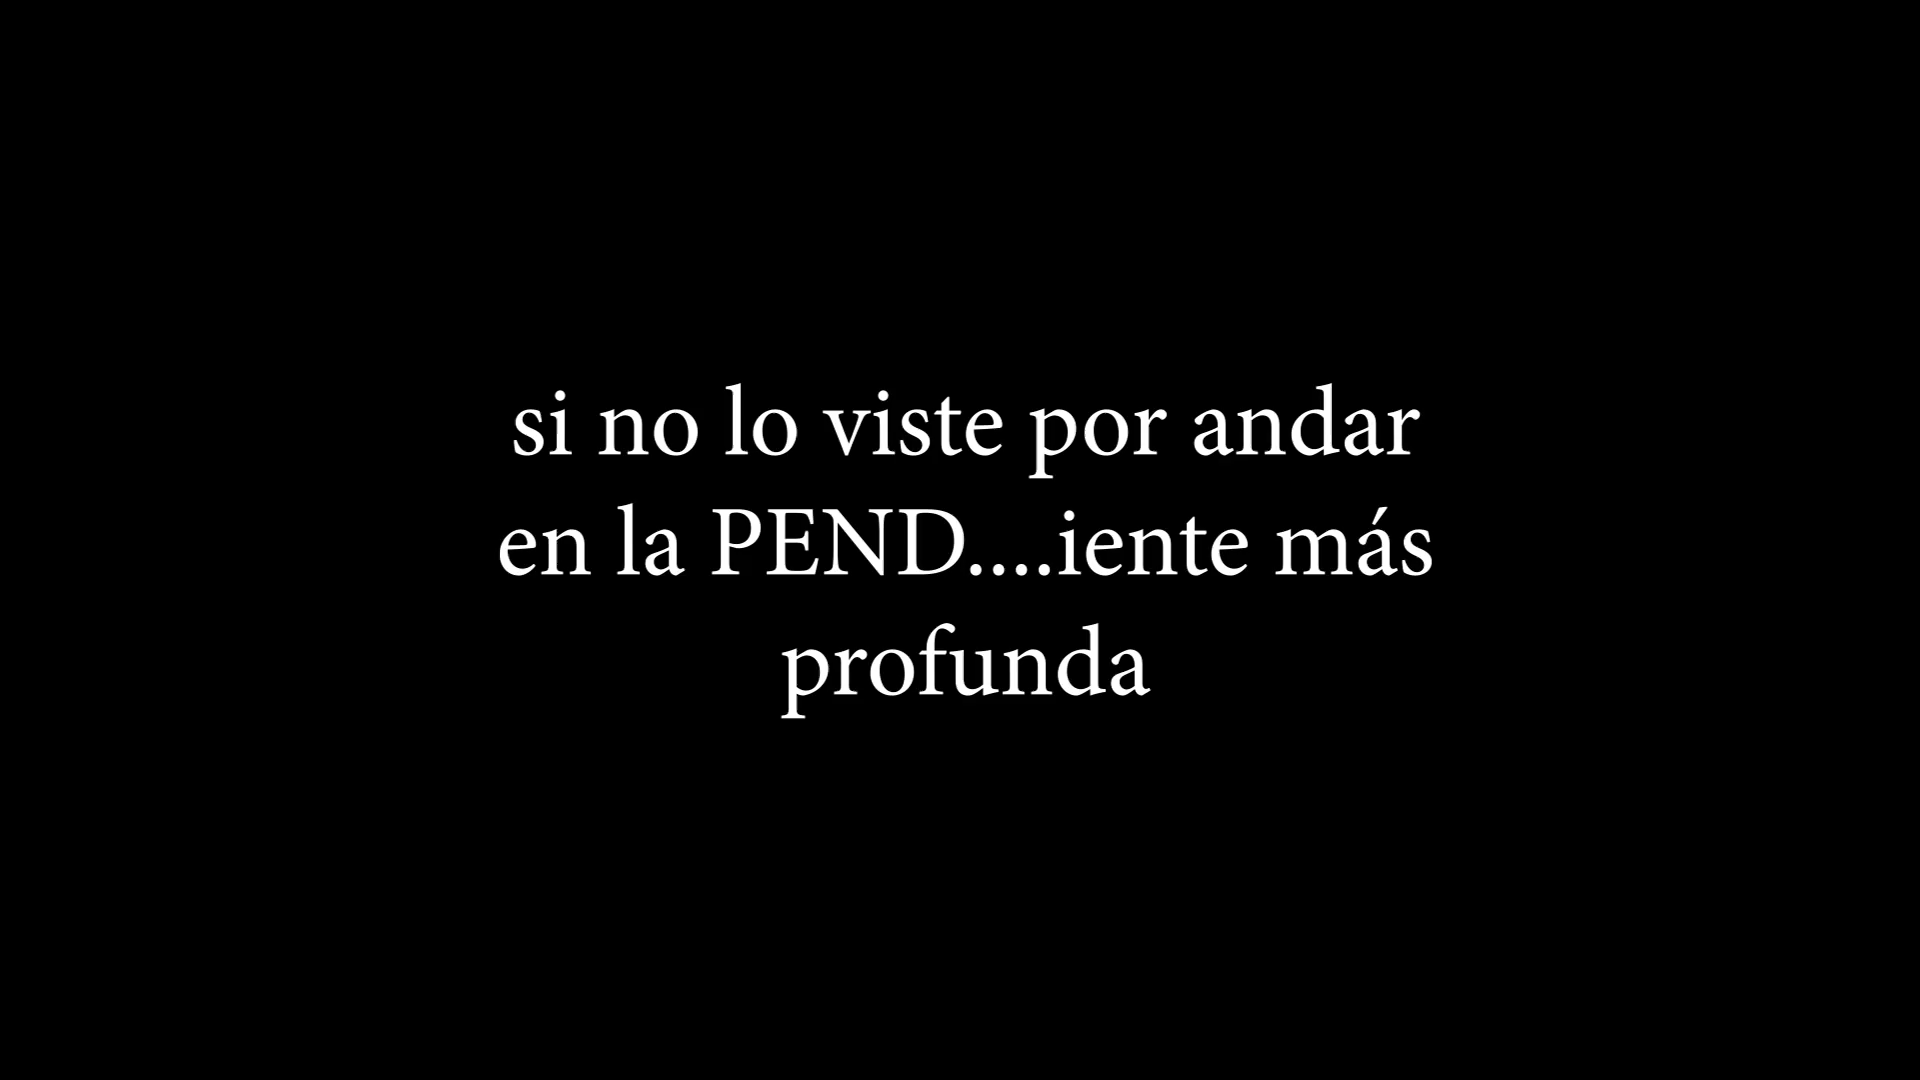 si no lo viste por andar
en la PEND....iente más
profunda